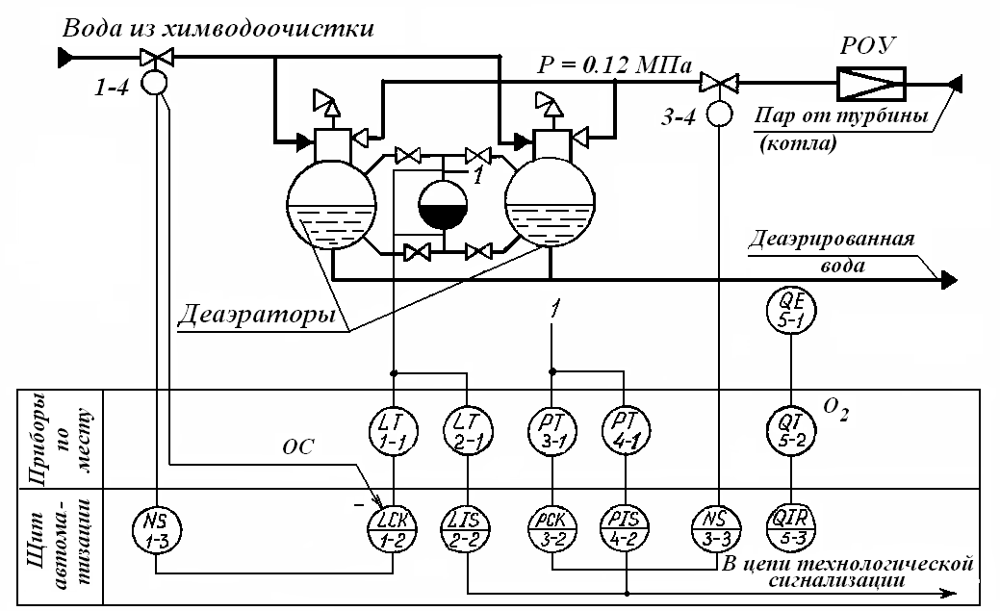 Вода из химводоочистки
РОУ
P = 0.12 МПа
1-4
3-4
Пар от турбины
(котла)
1
Деаэрированная
вода
Деаэраторы
1
QE
5-1
Приборы
по
месту
O2
LT
1-1
LT
2-1
PT
3-1
PT
4-1
QT
5-2
ОС
Щит
автома-
тизации
–
NS
1-3
LCK
1-2
LIS
2-2
PCK
3-2
PIS
4-2
NS
3-3
QIR
5-3
В цепи технологической
сигнализации